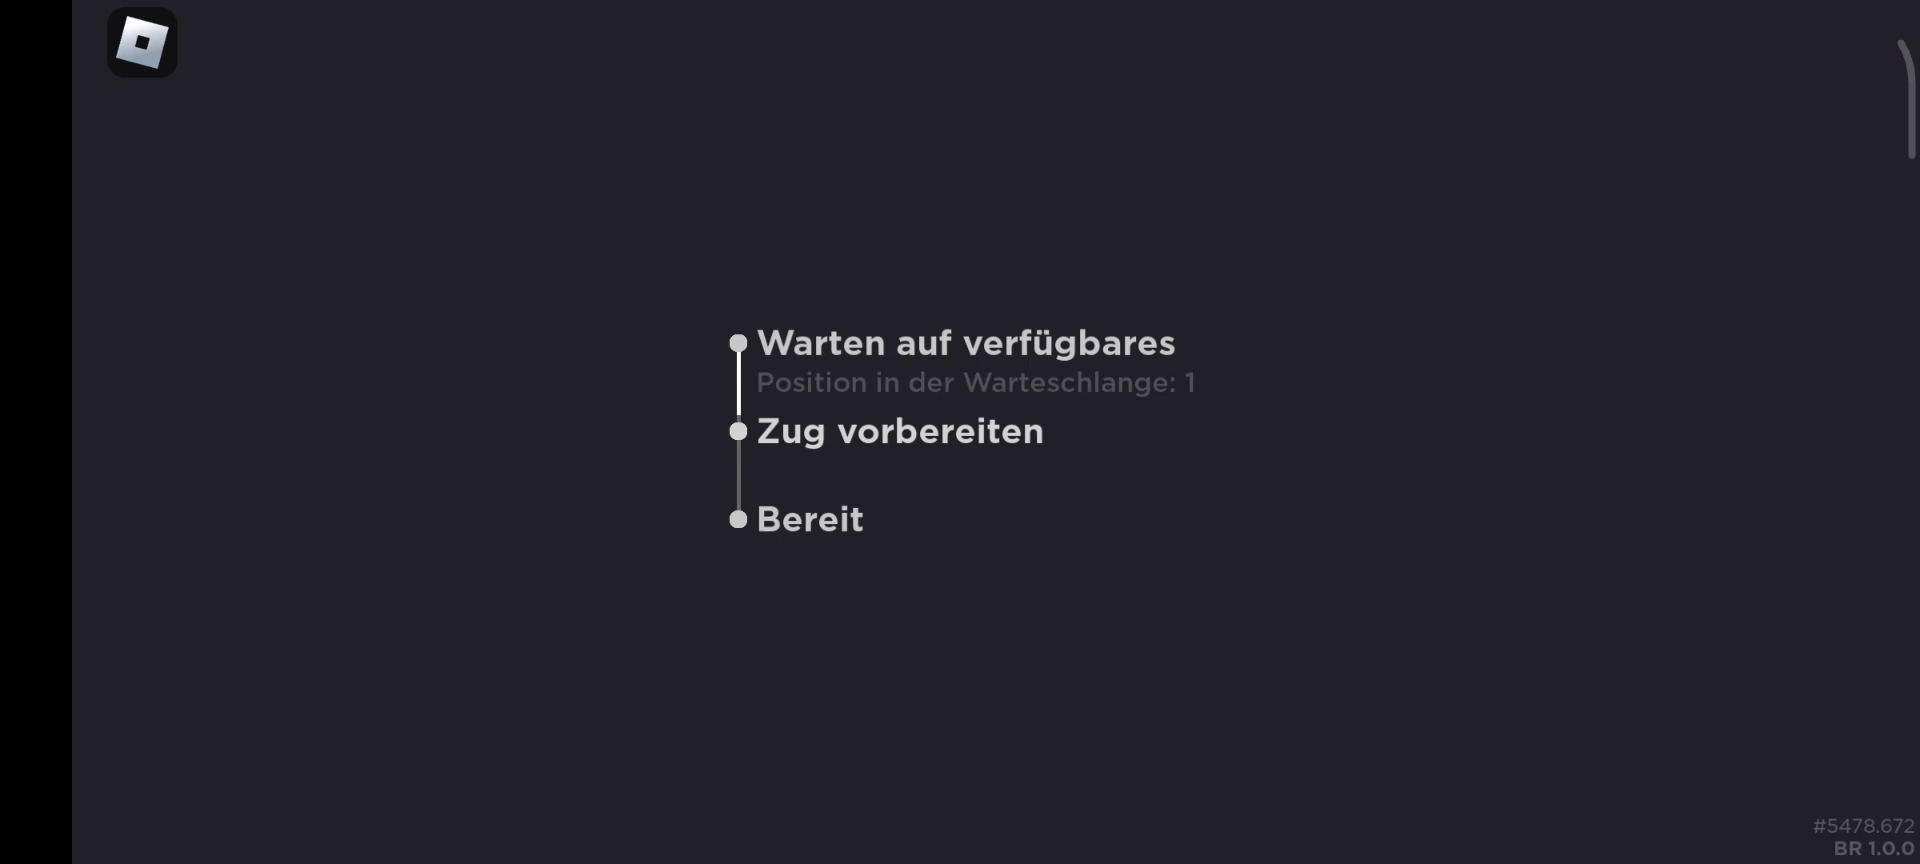 Warten auf verfügbares
Position in der Warteschlange: 1
Zug vorbereiten
Bereit
#5478.672
BR 1.0.0